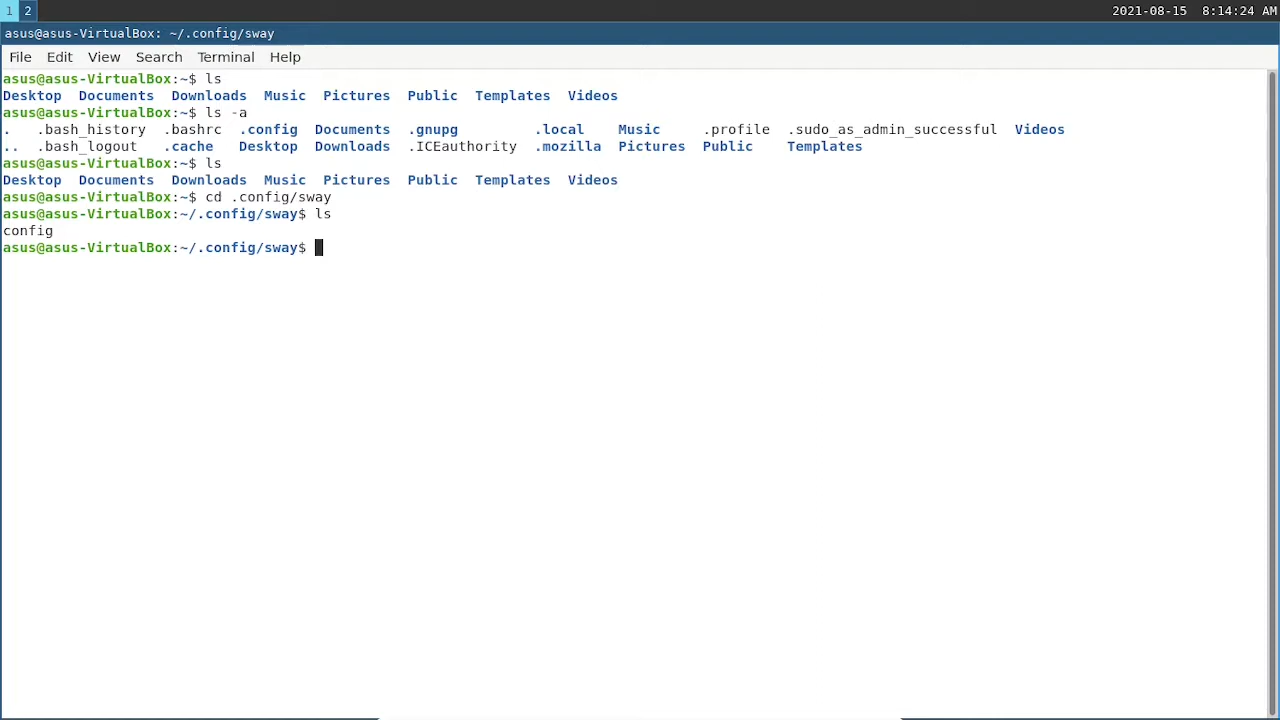 1 2 2021-08-15 8:14:24 AM
asus@asus-VirtualBox: ~/.config/sway
File Edit View Search Terminal Help
asus@asus-VirtualBox:~$ ls
Desktop Documents Downloads Music Pictures Public Templates Videos
asus@asus-VirtualBox:~$ ls -a
. .bash_history .bashrc .config Documents .gnupg .local Music .profile .sudo_as_admin_successful Videos
.. .bash_logout .cache Desktop Downloads .ICEauthority .mozilla Pictures Public Templates
asus@asus-VirtualBox:~$ ls
Desktop Documents Downloads Music Pictures Public Templates Videos
asus@asus-VirtualBox:~$ cd .config/sway
asus@asus-VirtualBox:~/.config/sway$ ls
config
asus@asus-VirtualBox:~/.config/sway$